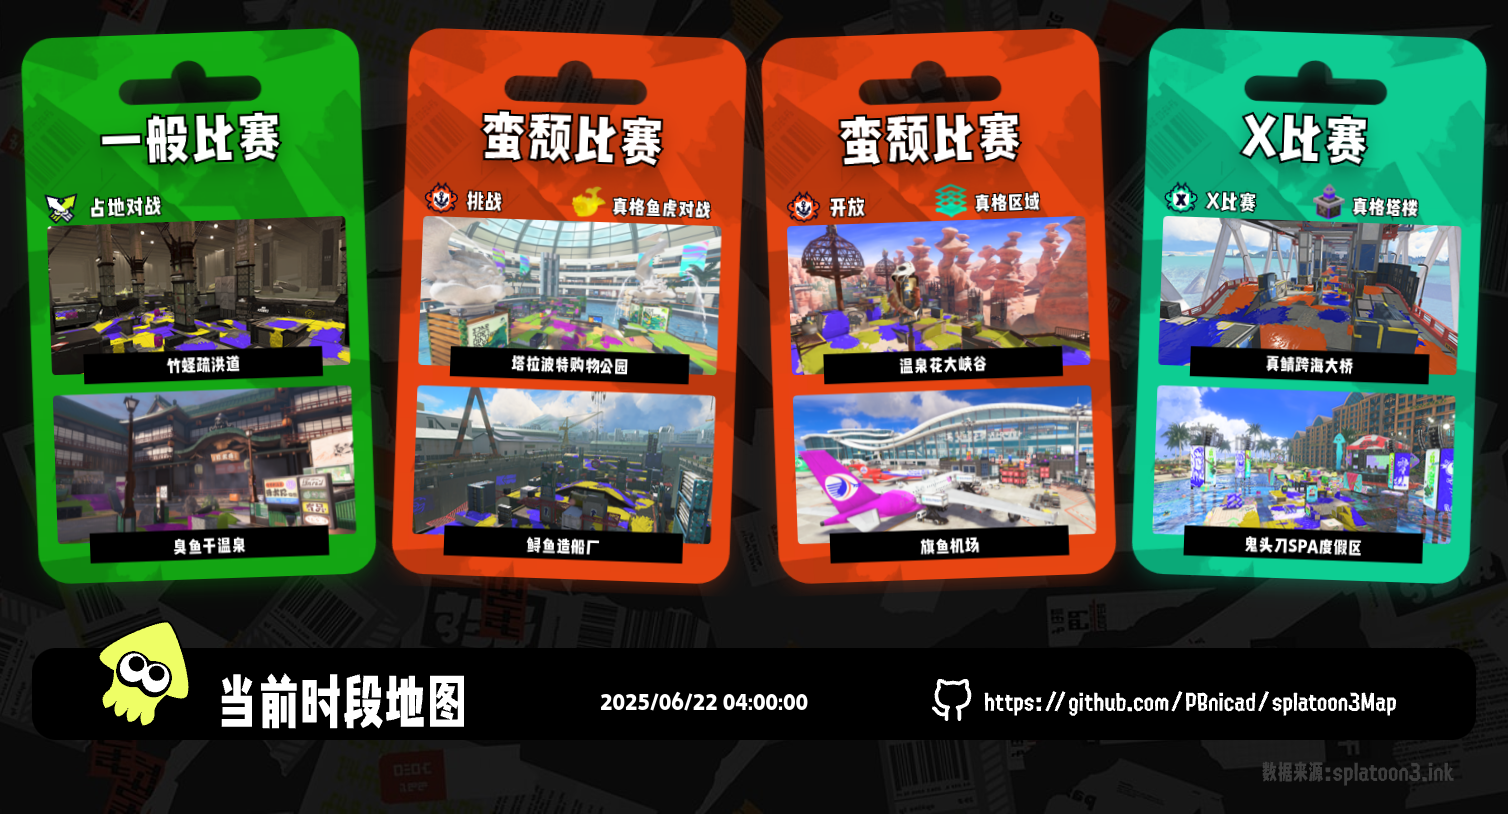 一般比赛
占地对战
竹蛏疏洪道
臭鱼干温泉
蛮颓比赛
挑战
真格鱼虎对战
塔拉波特购物公园
鲟鱼造船厂
蛮颓比赛
开放
真格区域
温泉花大峡谷
旗鱼机场
X比赛
X比赛
真格塔楼
真鲭跨海大桥
鬼头刀SPA度假区
当前时段地图
2025/06/22 04:00:00
https://github.com/PBnicad/splatoon3Map
数据来源:splatoon3.ink